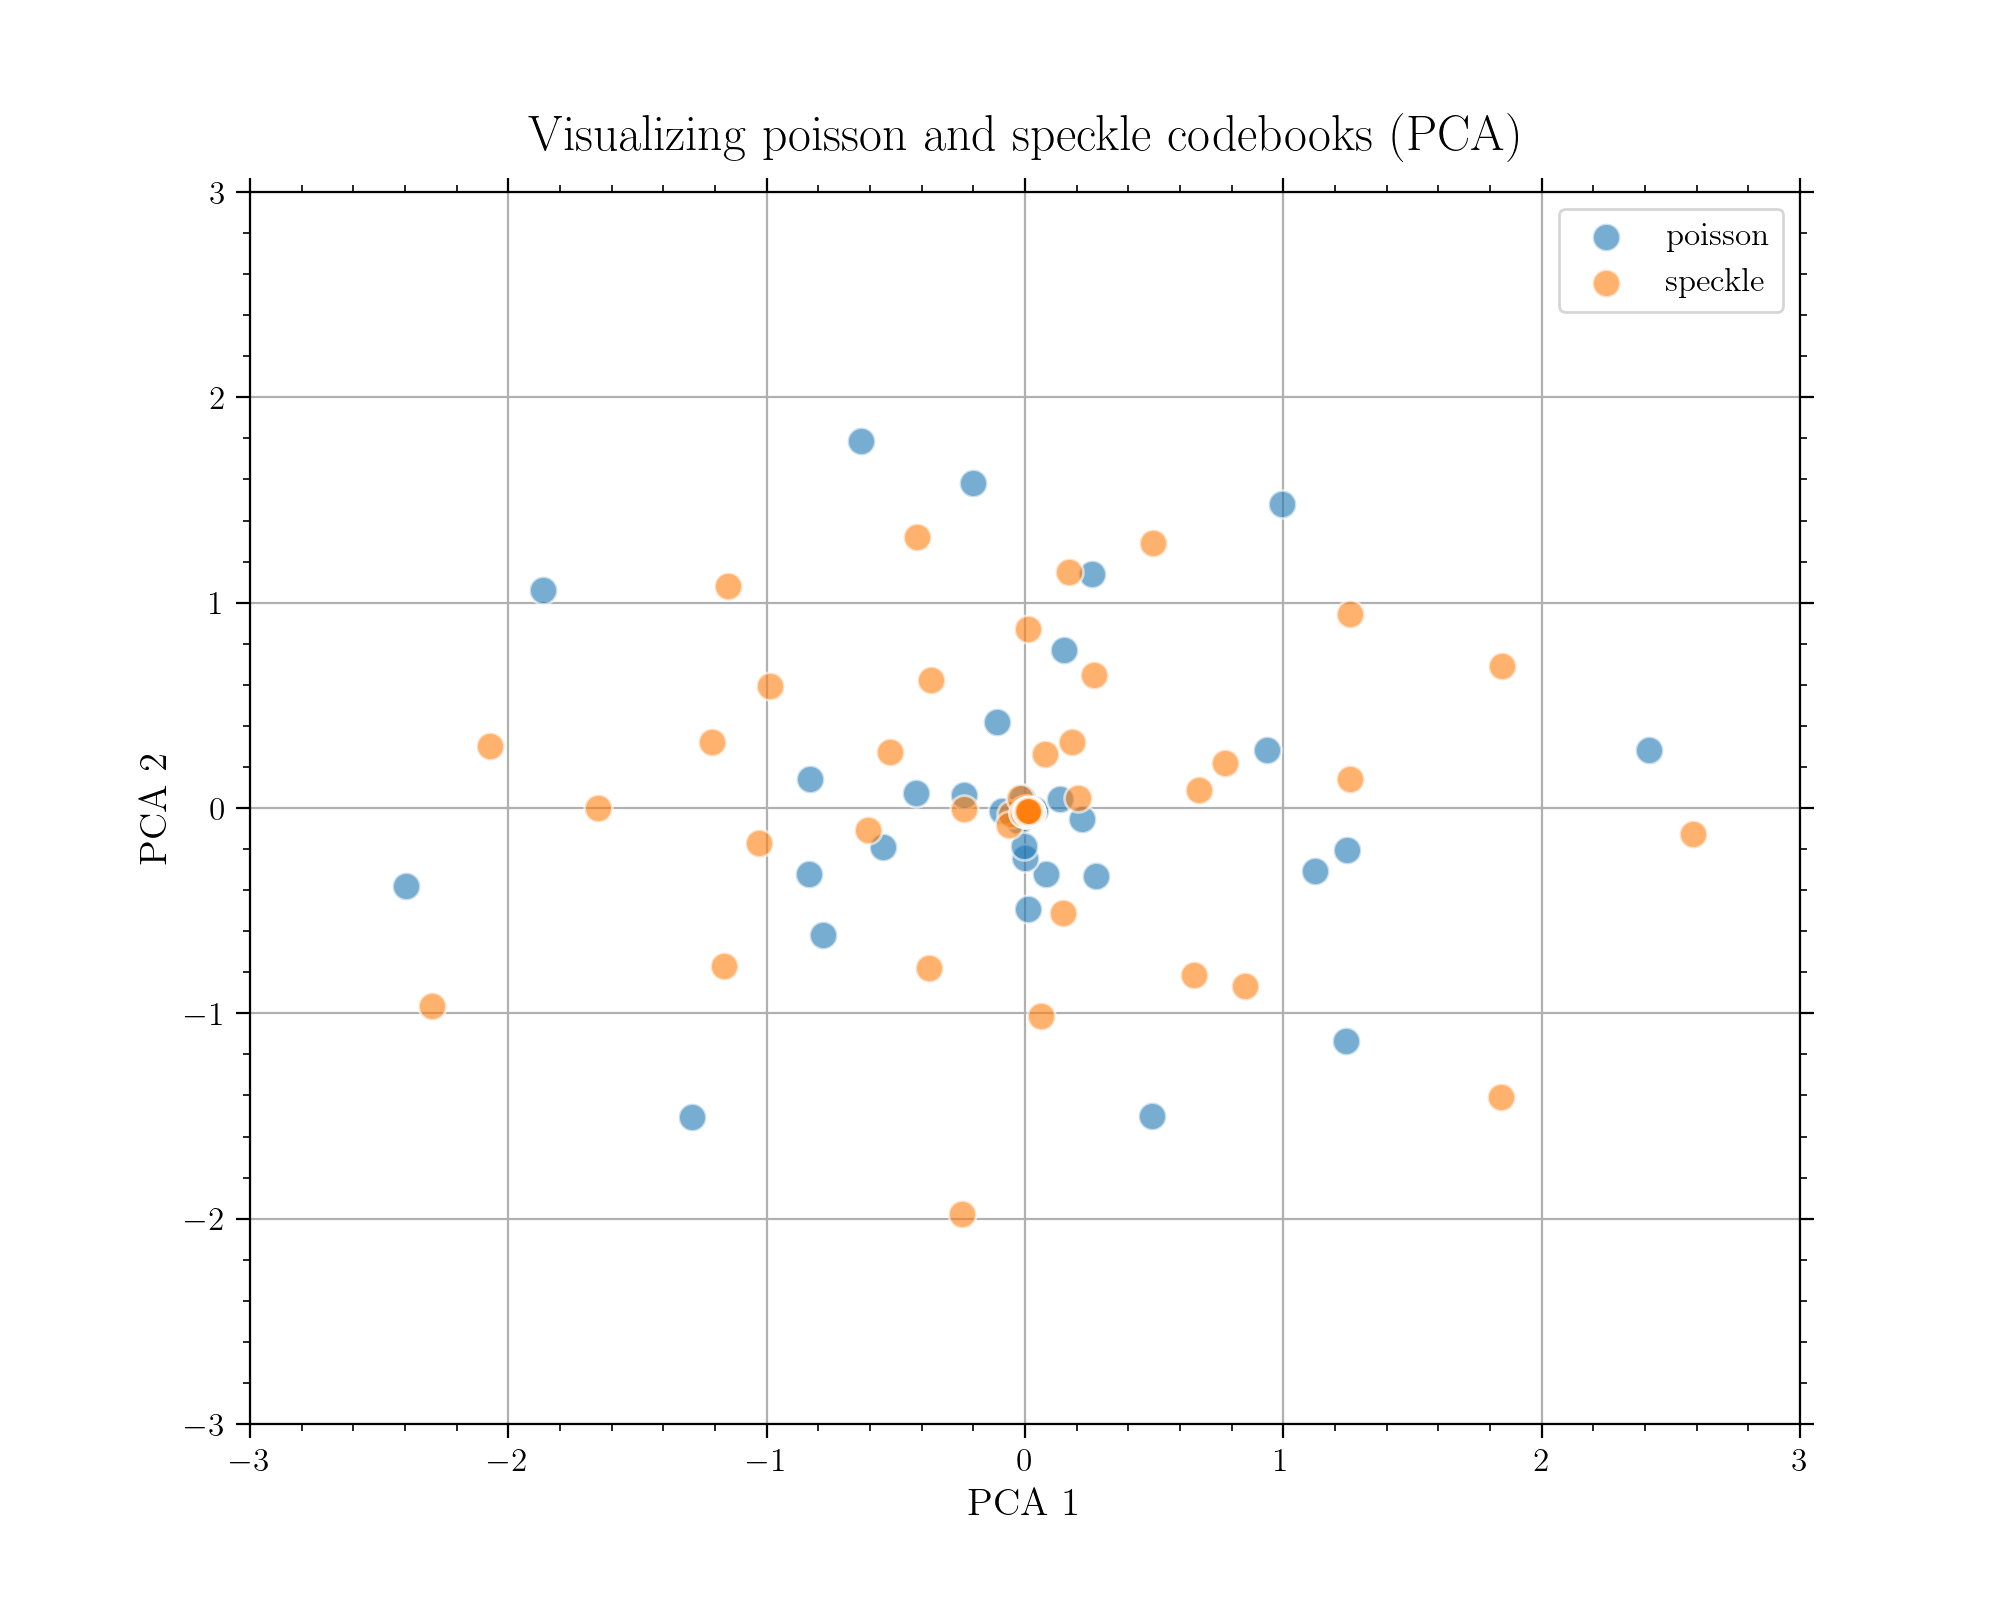 Visualizing poisson and speckle codebooks (PCA)
poisson
speckle
PCA 2
3
2
1
0
−1
−2
−3
−3 −2 −1 0 1 2 3
PCA 1